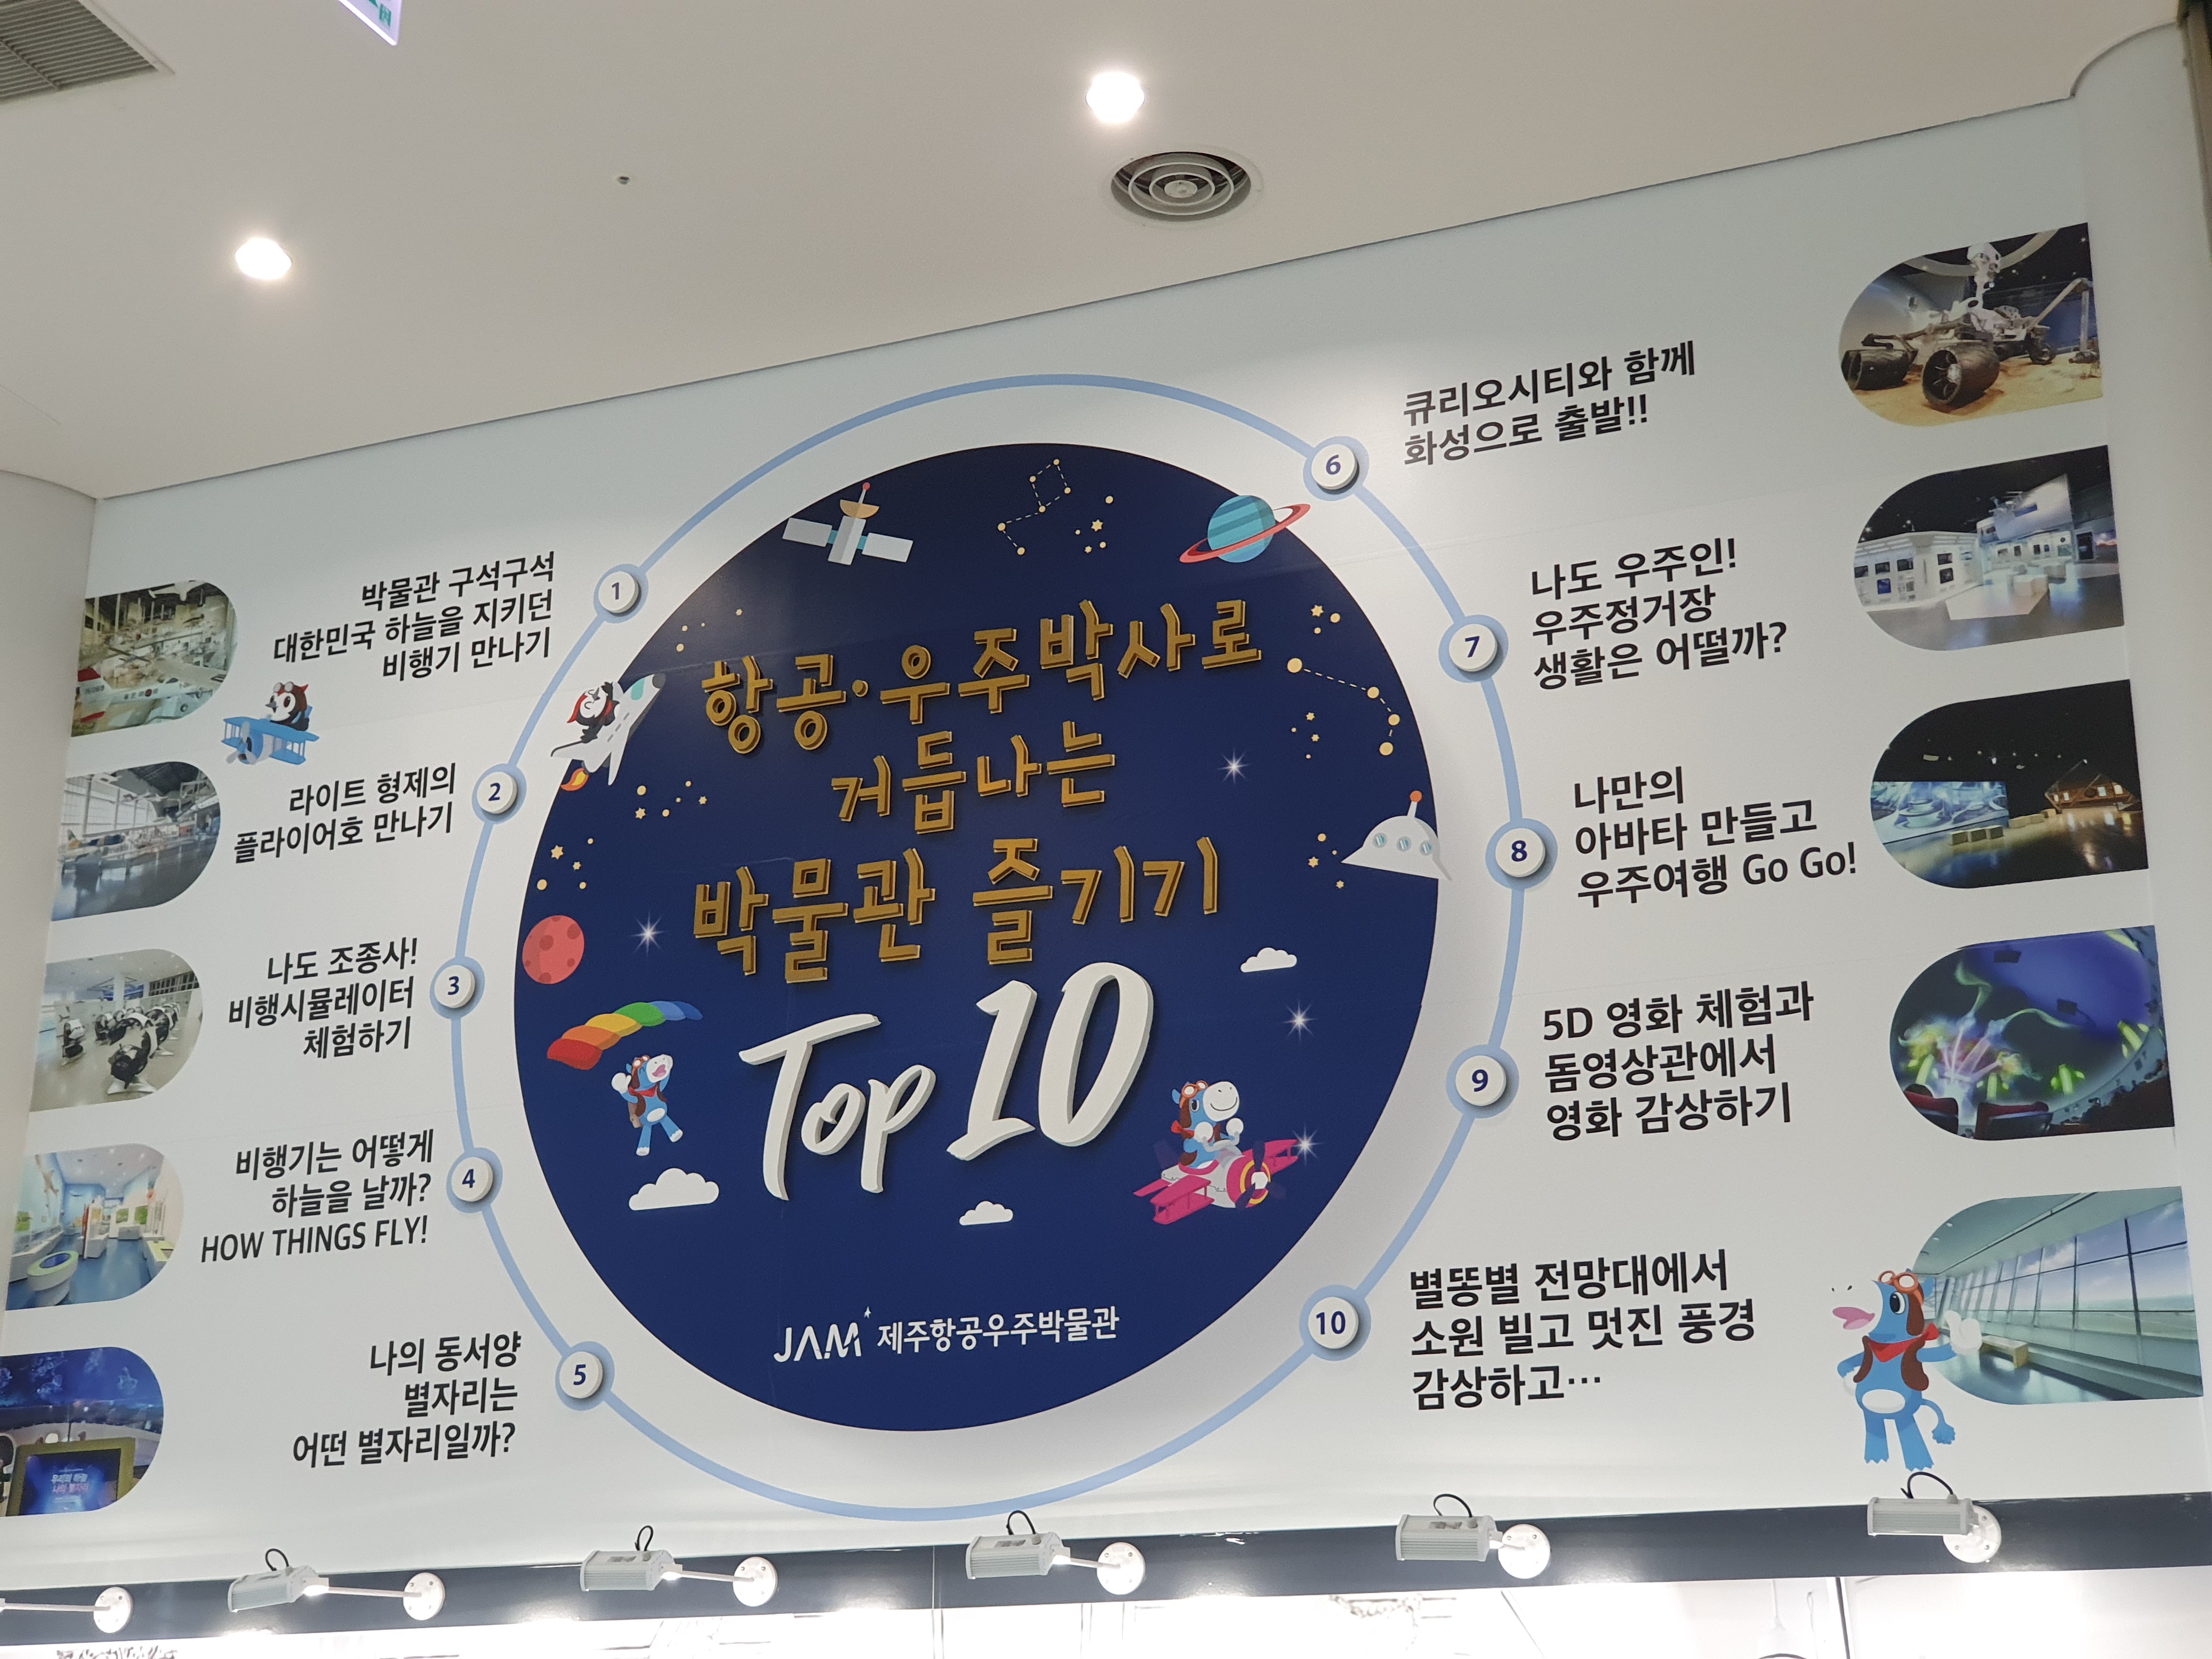 항공·우주박사로
거듭나는
박물관 즐기기
Top 10
JAM 제주항공우주박물관
1
박물관 구석구석
대한민국 하늘을 지키던
비행기 만나기
2
라이트 형제의
플라이어호 만나기
3
나도 조종사!
비행시뮬레이터
체험하기
4
비행기는 어떻게
하늘을 날까?
HOW THINGS FLY!
5
나의 동서양
별자리는
어떤 별자리일까?
6
큐리오시티와 함께
화성으로 출발!!
7
나도 우주인!
우주정거장
생활은 어떨까?
8
나만의
아바타 만들고
우주여행 Go Go!
9
5D 영화 체험과
돔영상관에서
영화 감상하기
10
별똥별 전망대에서
소원 빌고 멋진 풍경
감상하고…